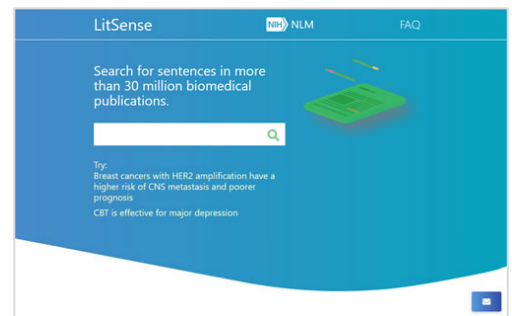 LitSense
NIH NLM
FAQ
Search for sentences in more
than 30 million biomedical
publications.
Try:
Breast cancers with HER2 amplification have a
higher risk of CNS metastasis and poorer
prognosis
CBT is effective for major depression